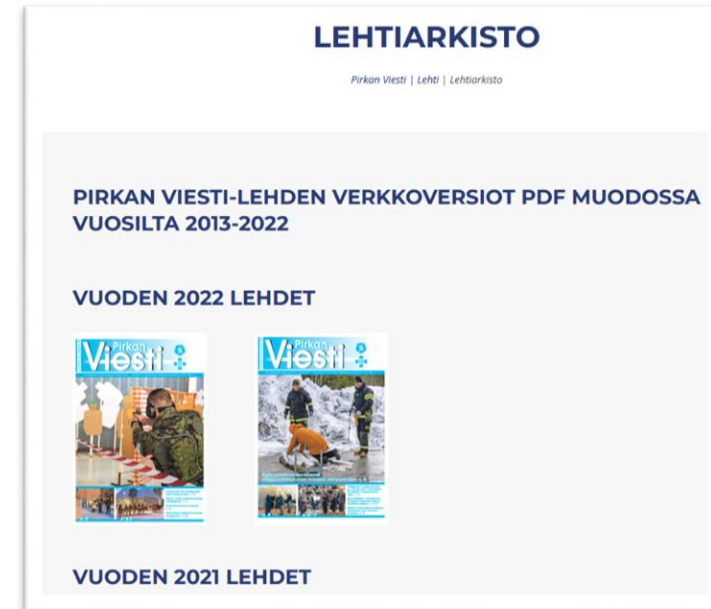 LEHTIARKISTO
Pirkan Viesti | Lehti | Lehtiarkisto
PIRKAN VIESTI-LEHDEN VERKKOVERSIOT PDF MUODOSSA
VUOSILTA 2013-2022
VUODEN 2022 LEHDET
Pirkan
Viesti
Pirkan
Viesti
VUODEN 2021 LEHDET